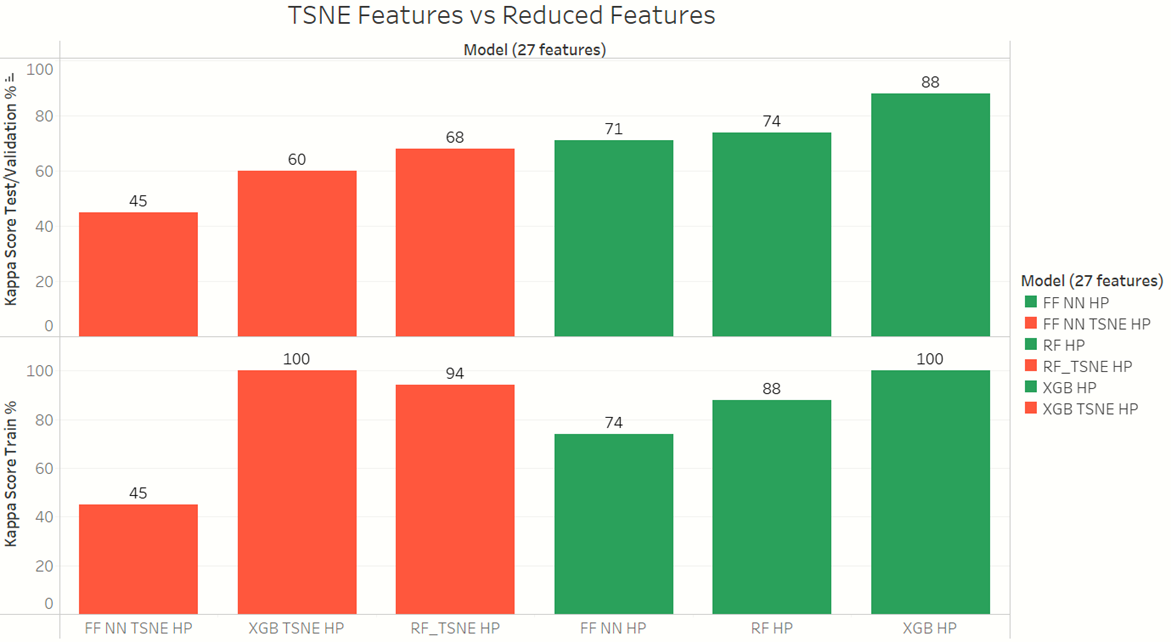 TSNE Features vs Reduced Features
Model (27 features)
Kappa Score Test/Validation %
100
80
60
40
20
0
45
60
68
71
74
88
Kappa Score Train %
100
80
60
40
20
0
45
100
94
74
88
100
FF NN TSNE HP
XGB TSNE HP
RF_TSNE HP
FF NN HP
RF HP
XGB HP
Model (27 features)
FF NN HP
FF NN TSNE HP
RF HP
RF_TSNE HP
XGB HP
XGB TSNE HP